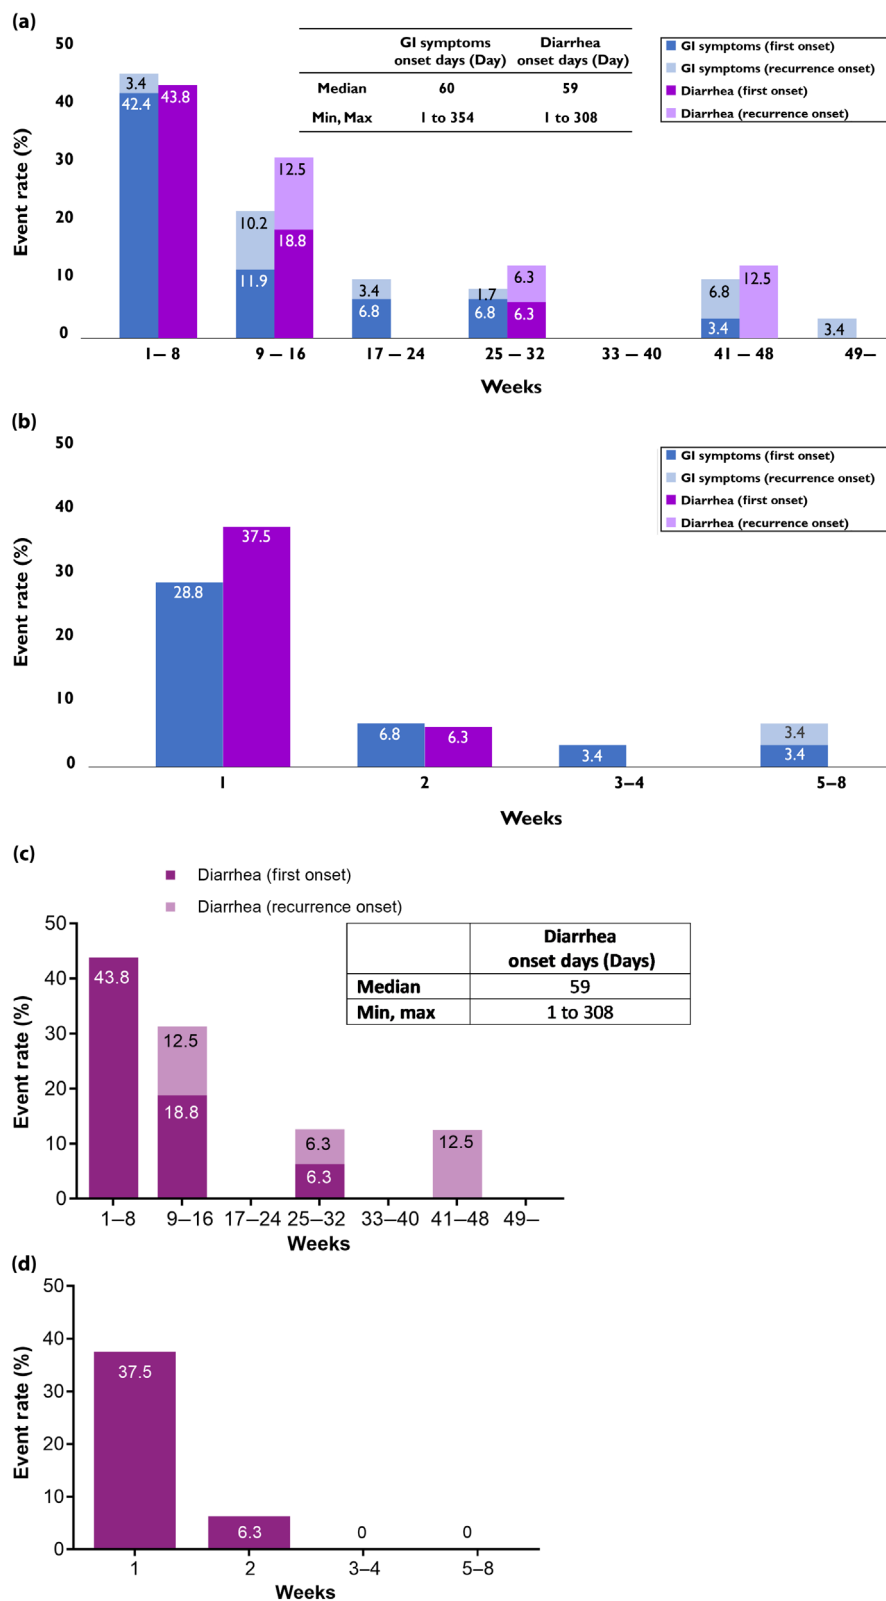 (a)
50
40
30
20
10
0
Event rate (%)
3.4
42.4
43.8
10.2
11.9
12.5
18.8
3.4
6.8
1.7
6.8
6.3
6.3
6.8
3.4
12.5
3.4
GI symptoms onset days (Day) Diarrhea onset days (Day)
Median 60 59
Min, Max 1 to 354 1 to 308
GI symptoms (first onset)
GI symptoms (recurrence onset)
Diarrhea (first onset)
Diarrhea (recurrence onset)
1– 8 9 – 16 17 – 24 25 – 32 33 – 40 41 – 48 49–
Weeks
(b)
50
40
30
20
10
0
Event rate (%)
28.8
37.5
6.8
6.3
3.4
3.4
3.4
GI symptoms (first onset)
GI symptoms (recurrence onset)
Diarrhea (first onset)
Diarrhea (recurrence onset)
1 2 3–4 5–8
Weeks
(c)
Diarrhea (first onset)
Diarrhea (recurrence onset)
50
40
30
20
10
0
Event rate (%)
43.8
12.5
18.8
6.3
6.3
12.5
Diarrhea
onset days (Days)
Median 59
Min, max 1 to 308
1–8 9–16 17–24 25–32 33–40 41–48 49–
Weeks
(d)
50
40
30
20
10
0
Event rate (%)
37.5
6.3
0
0
1 2 3–4 5–8
Weeks